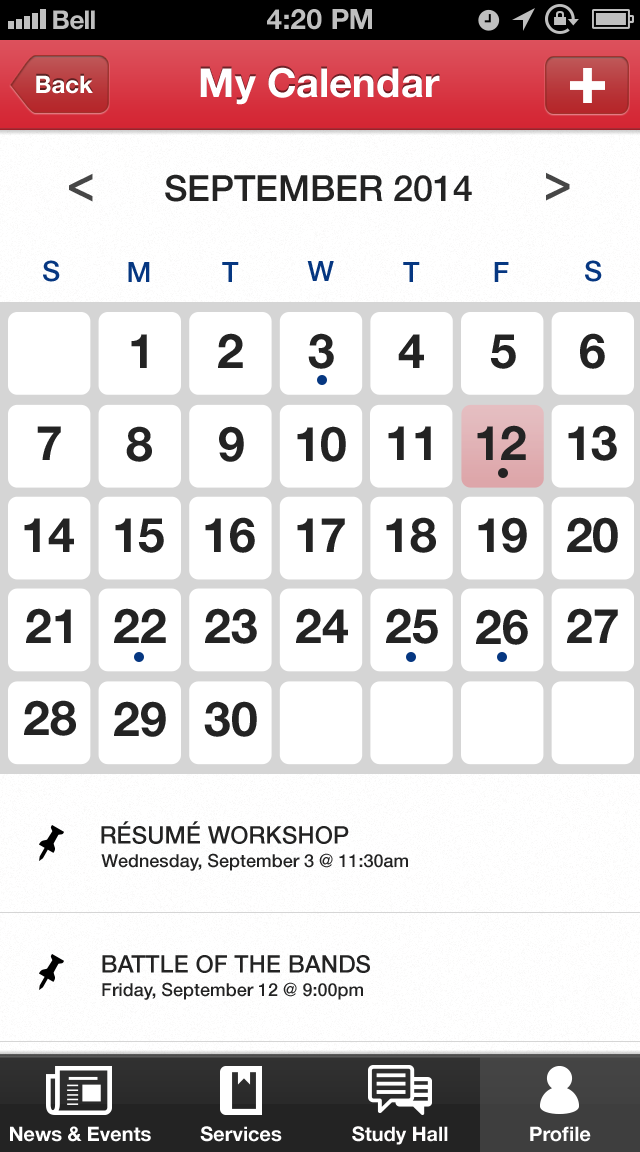 Bell 4:20 PM
Back My Calendar +
< SEPTEMBER 2014 >
S M T W T F S
1 2 3 4 5 6
7 8 9 10 11 12 13
14 15 16 17 18 19 20
21 22 23 24 25 26 27
28 29 30
RÉSUMÉ WORKSHOP
Wednesday, September 3 @ 11:30am
BATTLE OF THE BANDS
Friday, September 12 @ 9:00pm
News & Events Services Study Hall Profile